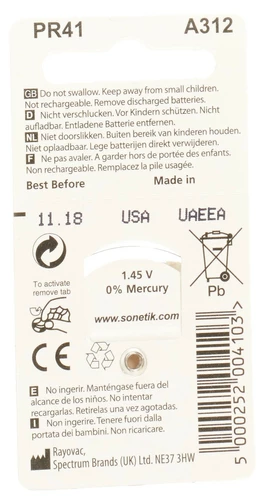 PR41 A312
GB Do not swallow. Keep away from small children.
Not rechargeable. Remove discharged batteries.
D Nicht verschlucken. Vor Kindern schützen. Nicht
aufladbar. Entladene Batterie entfernen.
NL Niet doorslikken. Buiten bereik van kinderen houden.
Niet oplaadbaar. Lege batterijen direkt verwijderen.
F Ne pas avaler. A garder hors de portée des enfants.
Non rechargeable. Remplacez la pile usagée.
Best Before Made in
11.18 USA UAEEA
To activate
remove tab
1.45 V
0% Mercury
www.sonetik.com
Pb
CE
5 000252 004103 >
E No ingerir. Manténgase fuera del
alcance de los niños. No intentar
recargarlas. Retirelas una vez agotadas.
I Non ingerire. Tenere fuori dalla
portata dei bambini. Non ricaricare.
Rayovac,
Spectrum Brands (UK) Ltd. NE37 3HW